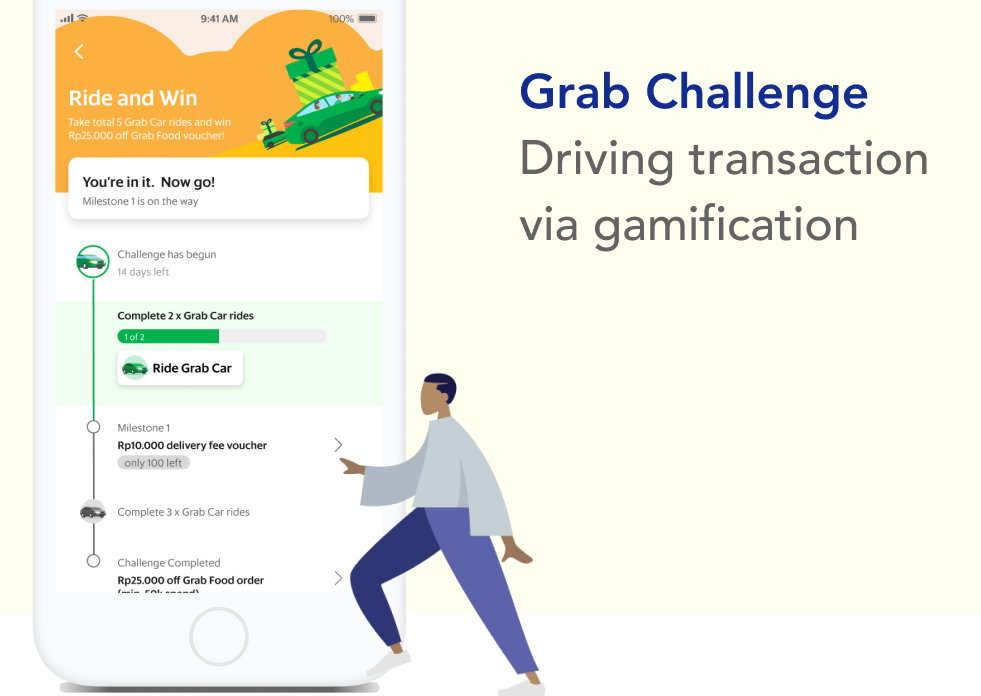 9:41 AM
100%
Ride and Win
Take total 5 Grab Car rides and win
Rp25.000 off Grab Food voucher!
You're in it. Now go!
Milestone 1 is on the way
Challenge has begun
14 days left
Complete 2 x Grab Car rides
1 of 2
Ride Grab Car
Milestone 1
Rp10.000 delivery fee voucher
only 100 left
Complete 3 x Grab Car rides
Challenge Completed
Rp25.000 off Grab Food order
(min. 50k spend)
Grab Challenge
Driving transaction
via gamification